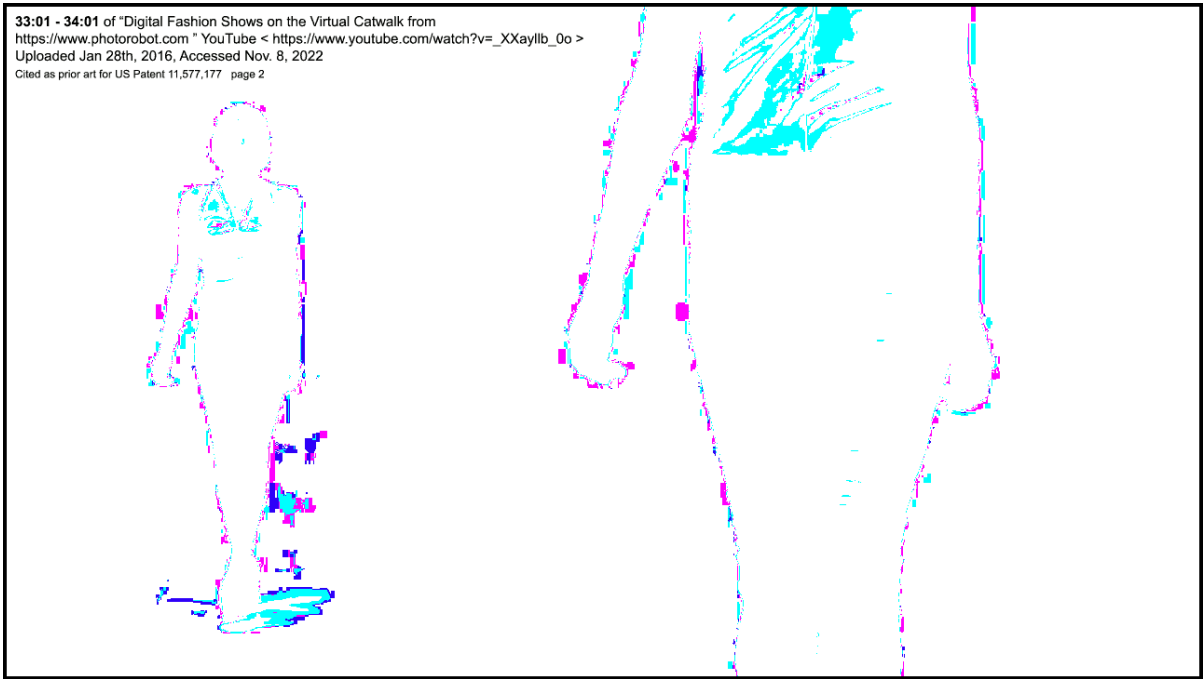 33:01 - 34:01 of “Digital Fashion Shows on the Virtual Catwalk from
https://www.photorobot.com ” YouTube < https://www.youtube.com/watch?v=_XXayIlb_0o >
Uploaded Jan 28th, 2016, Accessed Nov. 8, 2022
Cited as prior art for US Patent 11,577,177 page 2